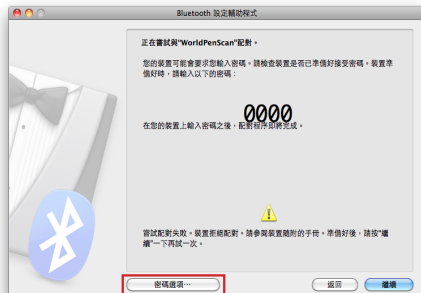 Bluetooth 設定輔助程式
正在嘗試與“WorldPenScan”配對。
您的裝置可能會要求您輸入密碼。請檢查裝置是否已準備好接受密碼。裝置準
備好時，請輸入以下的密碼：
0000
在您的裝置上輸入密碼之後，配對程序即將完成。
嘗試配對失敗。裝置拒絕配對。請參閱裝置隨附的手冊。準備好後，請按“繼
續”一下再試一次。
密碼選項⋯
返回
繼續